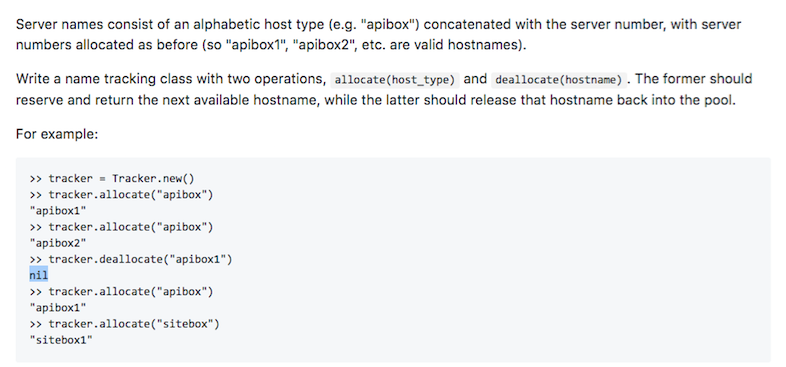 Server names consist of an alphabetic host type (e.g. "apibox") concatenated with the server number, with server
numbers allocated as before (so "apibox1", "apibox2", etc. are valid hostnames).
Write a name tracking class with two operations, allocate(host_type) and deallocate(hostname) . The former should
reserve and return the next available hostname, while the latter should release that hostname back into the pool.
For example:
>> tracker = Tracker.new()
>> tracker.allocate("apibox")
"apibox1"
>> tracker.allocate("apibox")
"apibox2"
>> tracker.deallocate("apibox1")
nil
>> tracker.allocate("apibox")
"apibox1"
>> tracker.allocate("sitebox")
"sitebox1"